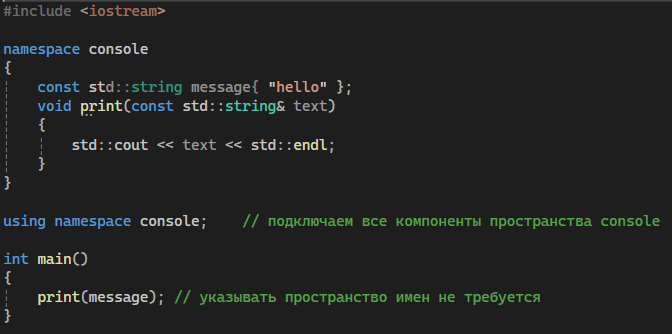 #include <iostream>
namespace console
{
const std::string message{ "hello" };
void print(const std::string& text)
{
std::cout << text << std::endl;
}
}
using namespace console;    // подключаем все компоненты пространства console
int main()
{
print(message); // указывать пространство имен не требуется
}